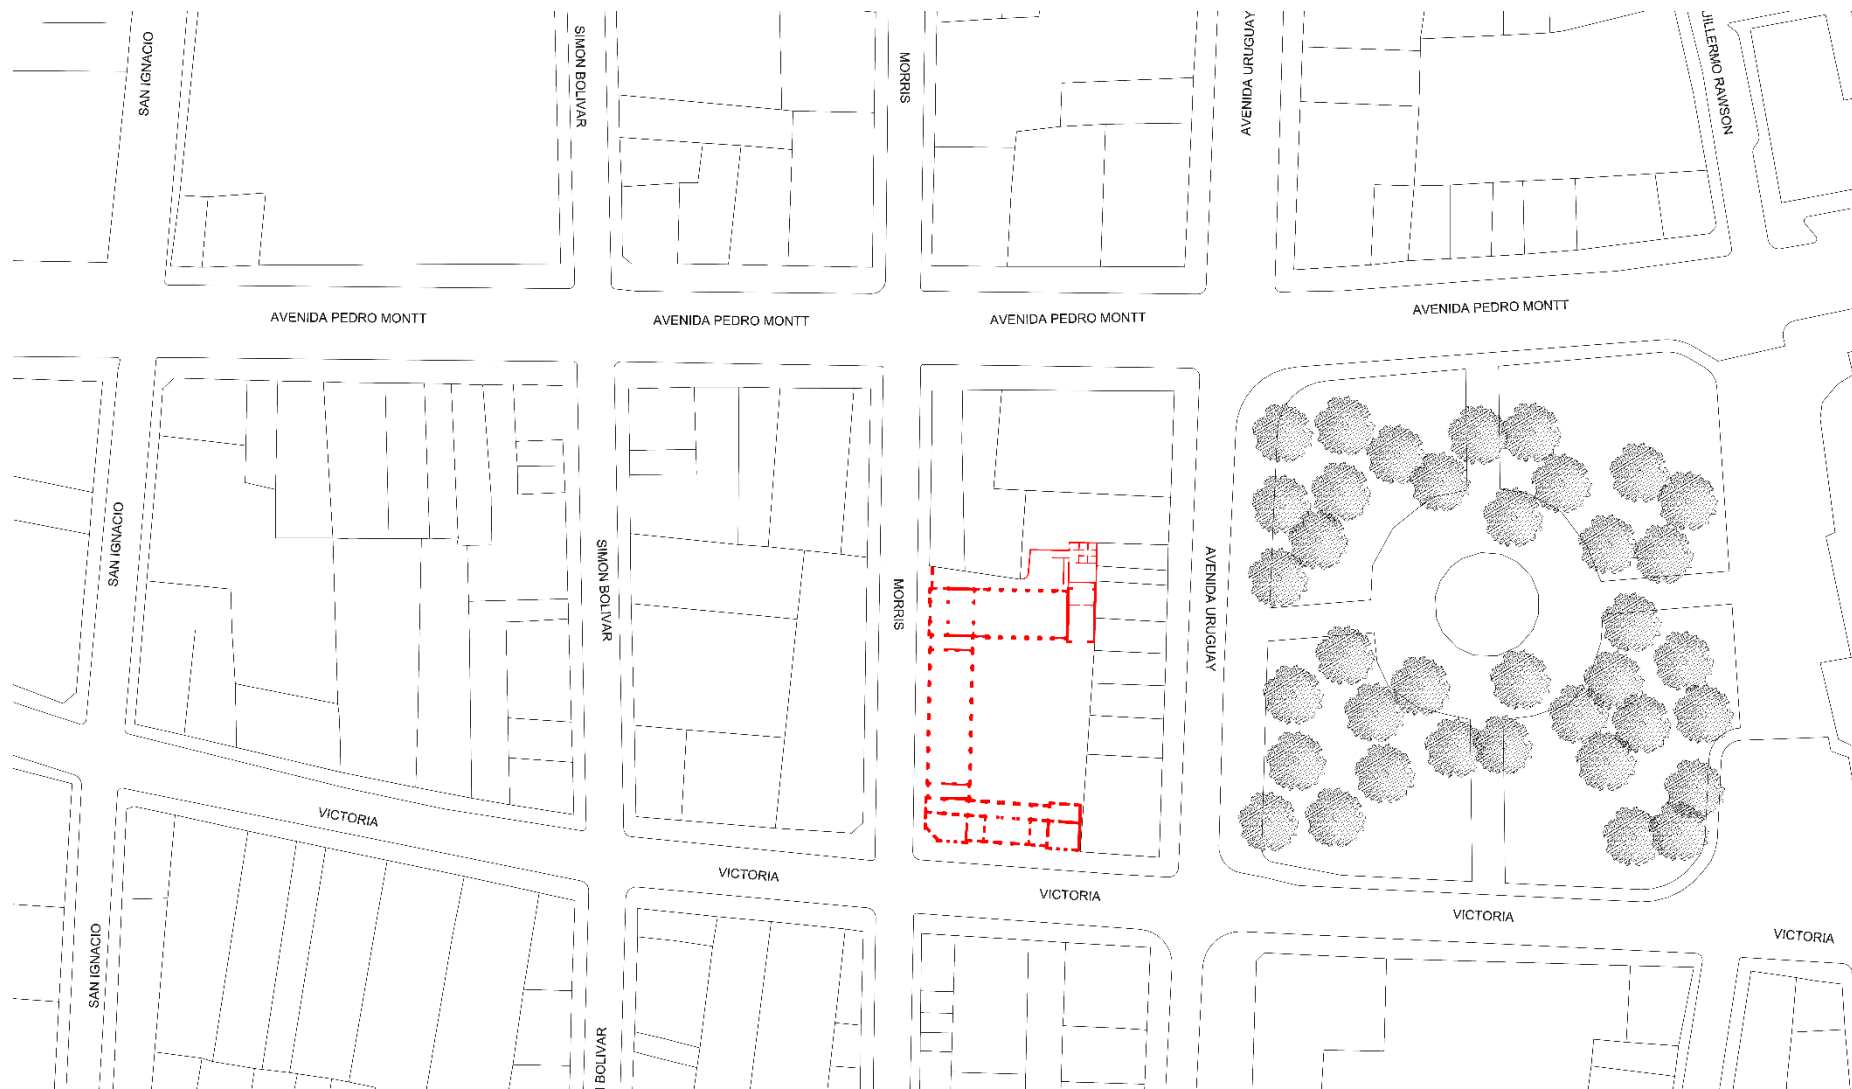 SAN IGNACIO
SIMON BOLIVAR
MORRIS
AVENIDA URUGUAY
UILLERMO RAWSON
AVENIDA PEDRO MONTT
AVENIDA PEDRO MONTT
AVENIDA PEDRO MONTT
AVENIDA PEDRO MONTT
SAN IGNACIO
SIMON BOLIVAR
MORRIS
AVENIDA URUGUAY
VICTORIA
VICTORIA
VICTORIA
VICTORIA
VICTORIA
SAN IGNACIO
N BOLIVAR